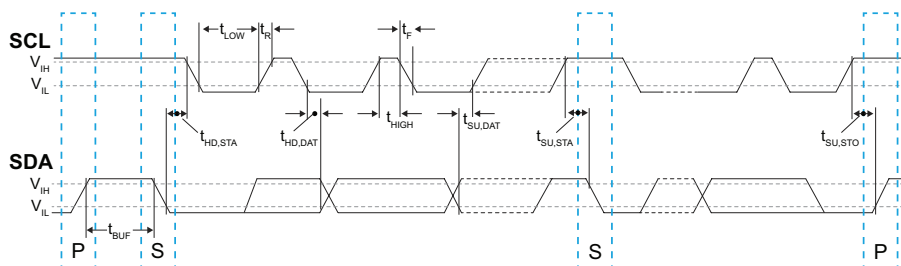 t_LOW t_R t_F
SCL
V_IH
V_IL
t_HD,STA t_HD,DAT t_HIGH t_SU,DAT t_SU,STA t_SU,STO
SDA
V_IH
V_IL
t_BUF
P S S P